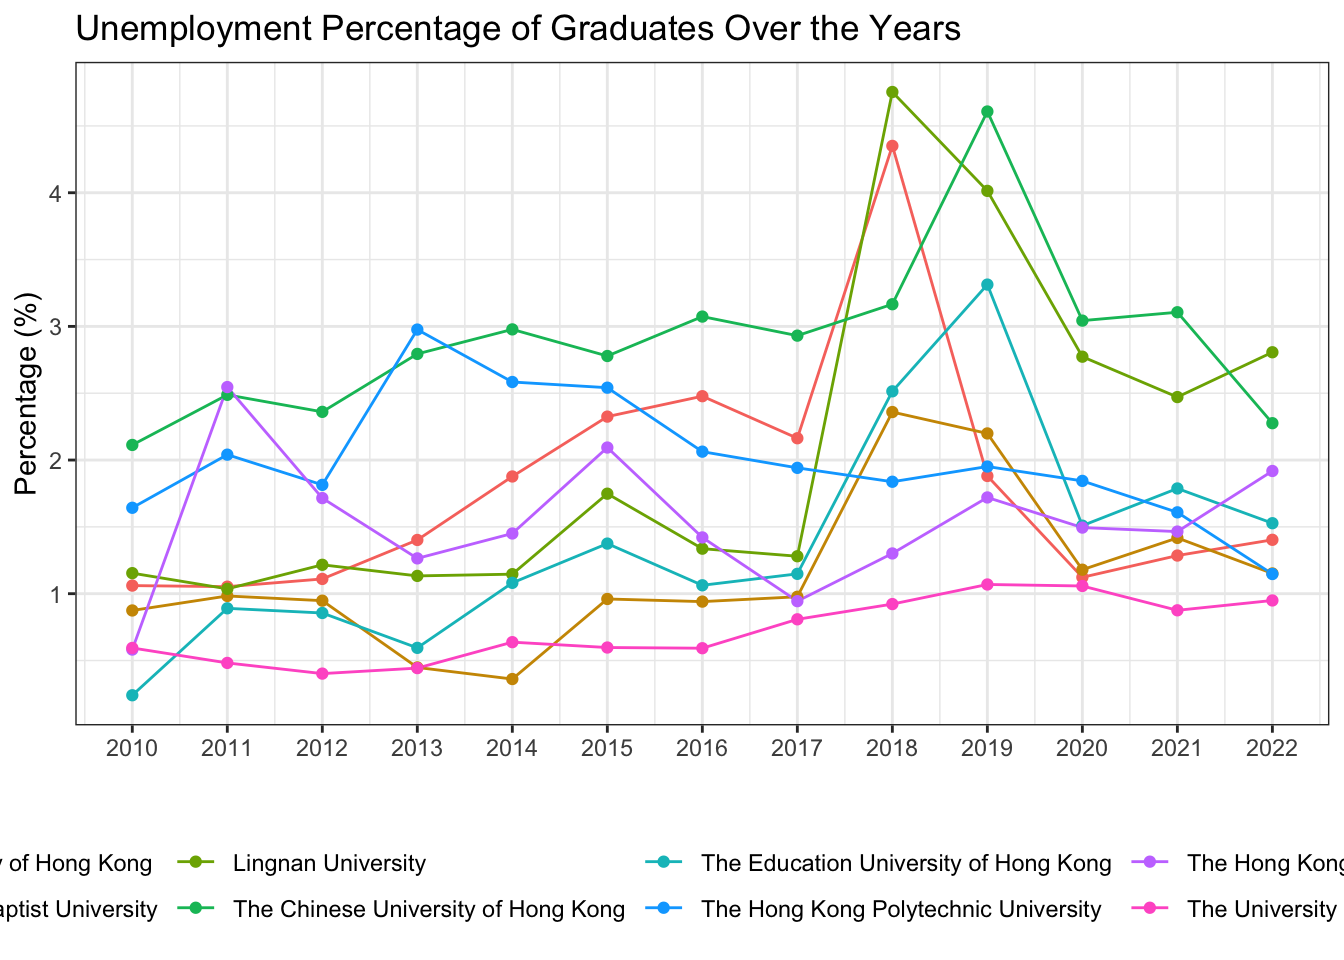 Unemployment Percentage of Graduates Over the Years
Percentage (%)
4
3
2
1
2010 2011 2012 2013 2014 2015 2016 2017 2018 2019 2020 2021 2022
of Hong Kong Lingnan University The Education University of Hong Kong The Hong Kong
University The Chinese University of Hong Kong The Hong Kong Polytechnic University The University